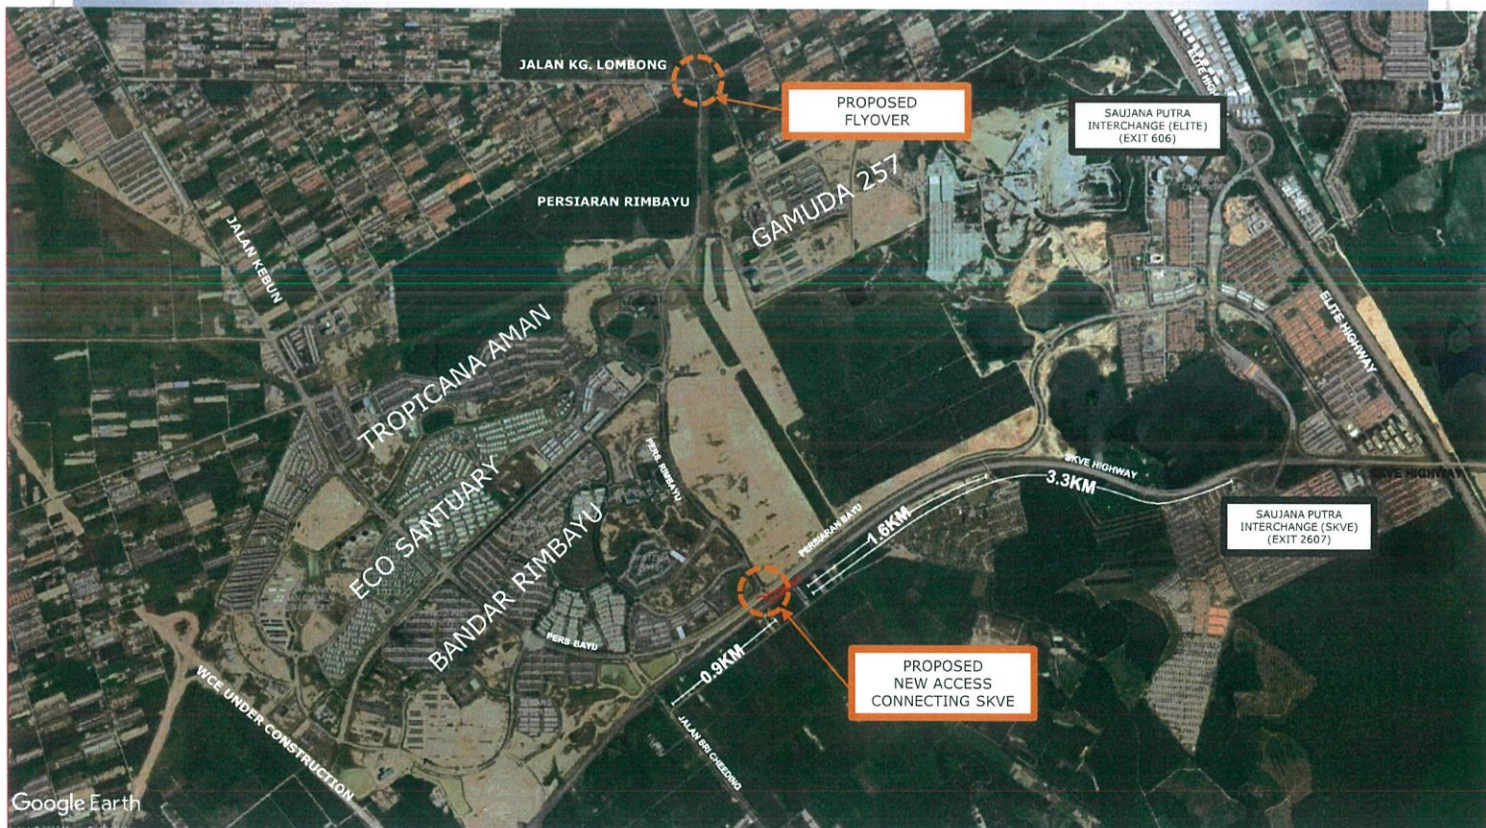 JALAN KG. LOMBONG
PROPOSED
FLYOVER
ELITE HIGH
SAUJANA PUTRA
INTERCHANGE (ELITE)
(EXIT 606)
PERSIARAN RIMBAYU
GAMUDA 257
JALAN KEBUN
ELITE HIGHWAY
TROPICANA AMAN
PERS. RIMBAYU
SKVE HIGHWAY
SKVE HIGHWAY
3.3KM
ECO SANTUARY
BANDAR RIMBAYU
PERSIARAN BAYU
1.6KM
SAUJANA PUTRA
INTERCHANGE (SKVE)
(EXIT 2607)
PERS BAYU
0.9KM
PROPOSED
NEW ACCESS
CONNECTING SKVE
WCE UNDER CONSTRUCTION
JALAN SRI CHEEDING
Google Earth